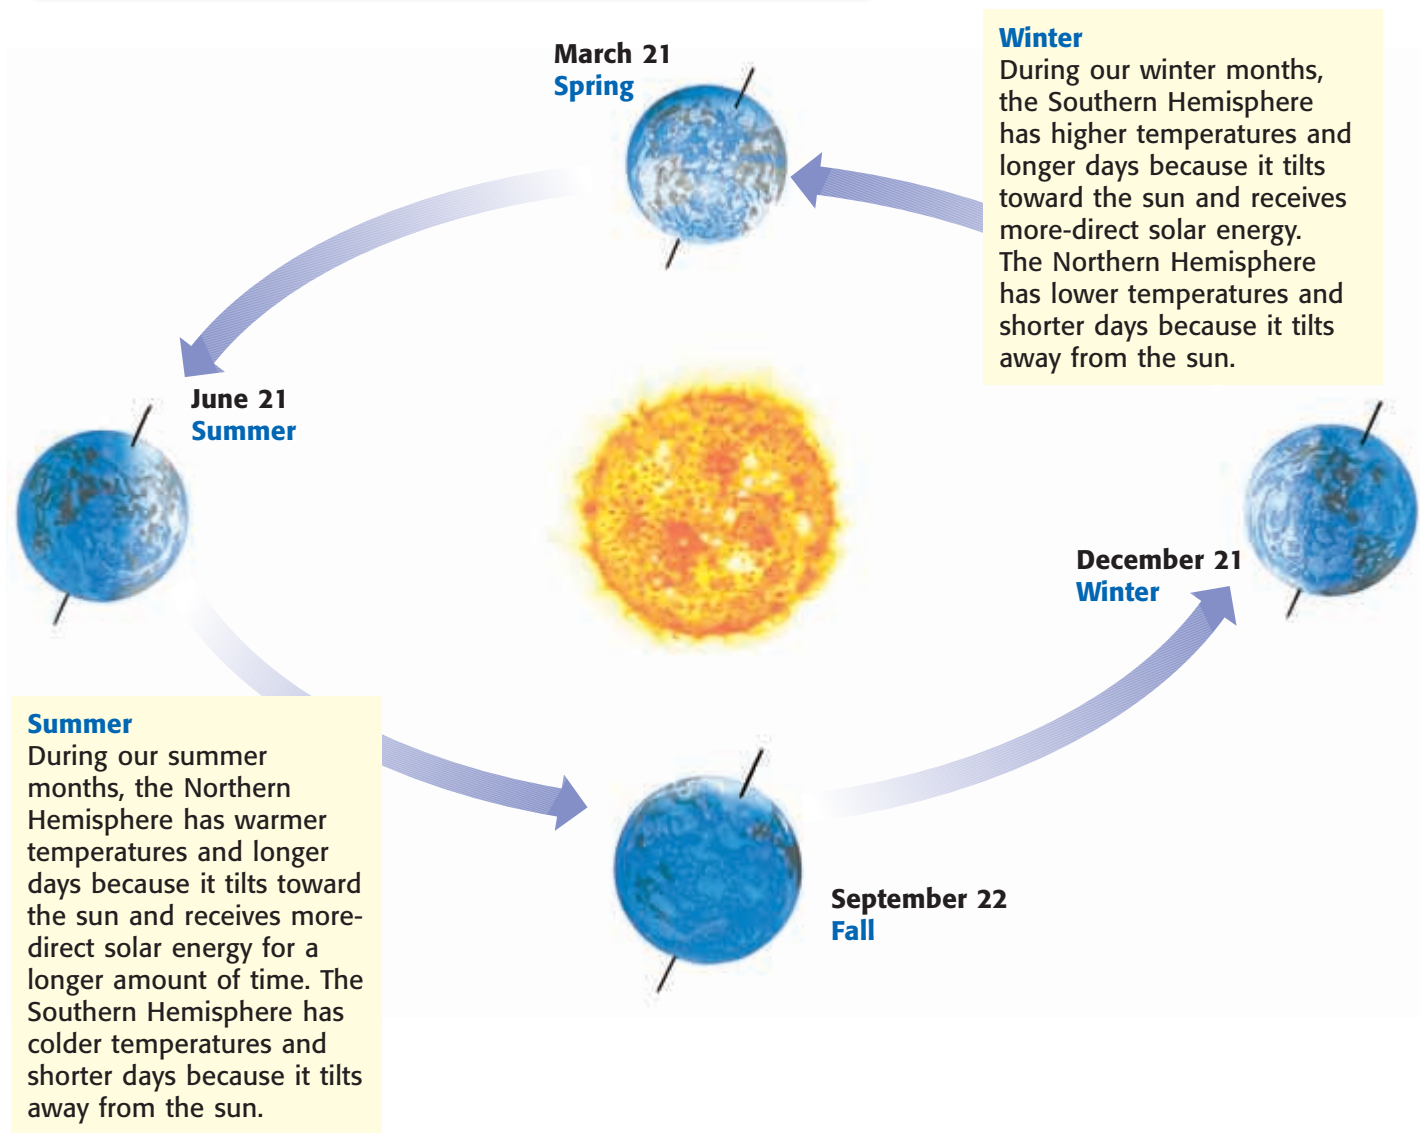 March 21
Spring
Winter
During our winter months,
the Southern Hemisphere
has higher temperatures and
longer days because it tilts
toward the sun and receives
more-direct solar energy.
The Northern Hemisphere
has lower temperatures and
shorter days because it tilts
away from the sun.
June 21
Summer
December 21
Winter
Summer
During our summer
months, the Northern
Hemisphere has warmer
temperatures and longer
days because it tilts toward
the sun and receives more-
direct solar energy for a
longer amount of time. The
Southern Hemisphere has
colder temperatures and
shorter days because it tilts
away from the sun.
September 22
Fall